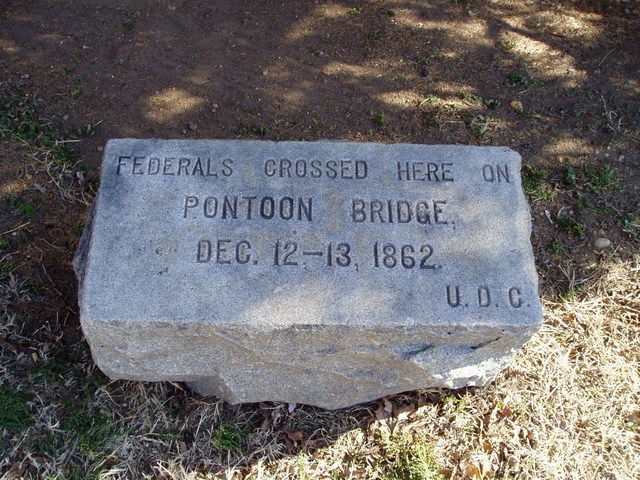 FEDERALS CROSSED HERE ON
PONTOON BRIDGE,
DEC. 12,-13, 1862.
U.D.C.